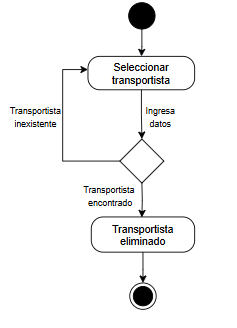 Seleccionar
transportista
Transportista
inexistente
Ingresa
datos
Transportista
encontrado
Transportista
eliminado